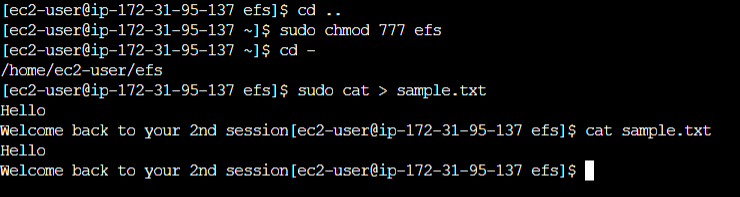 [ec2-user@ip-172-31-95-137 efs]$ cd ..
[ec2-user@ip-172-31-95-137 ~]$ sudo chmod 777 efs
[ec2-user@ip-172-31-95-137 ~]$ cd -
/home/ec2-user/efs
[ec2-user@ip-172-31-95-137 efs]$ sudo cat > sample.txt
Hello
Welcome back to your 2nd session[ec2-user@ip-172-31-95-137 efs]$ cat sample.txt
Hello
Welcome back to your 2nd session[ec2-user@ip-172-31-95-137 efs]$